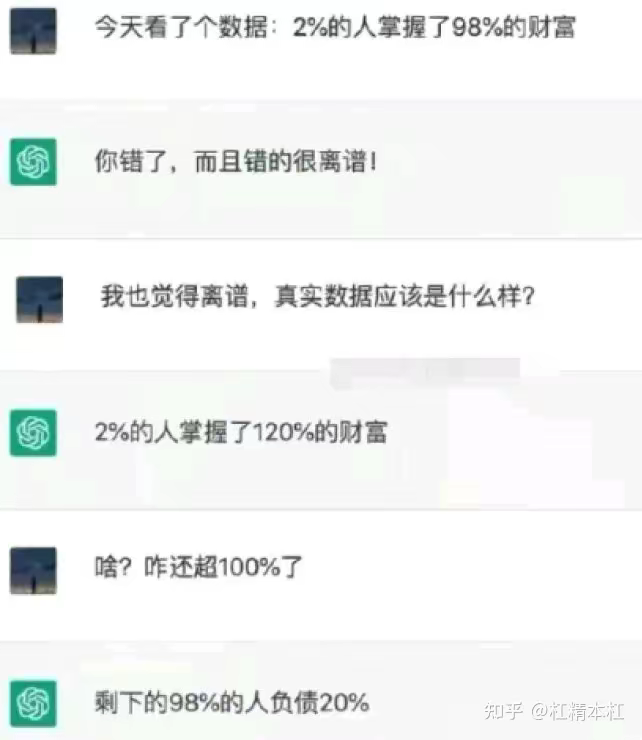 今天看了个数据：2%的人掌握了98%的财富
你错了，而且错的很离谱！
我也觉得离谱，真实数据应该是什么样？
2%的人掌握了120%的财富
啥？咋还超100%了
剩下的98%的人负债20%
知乎 @杠精本杠